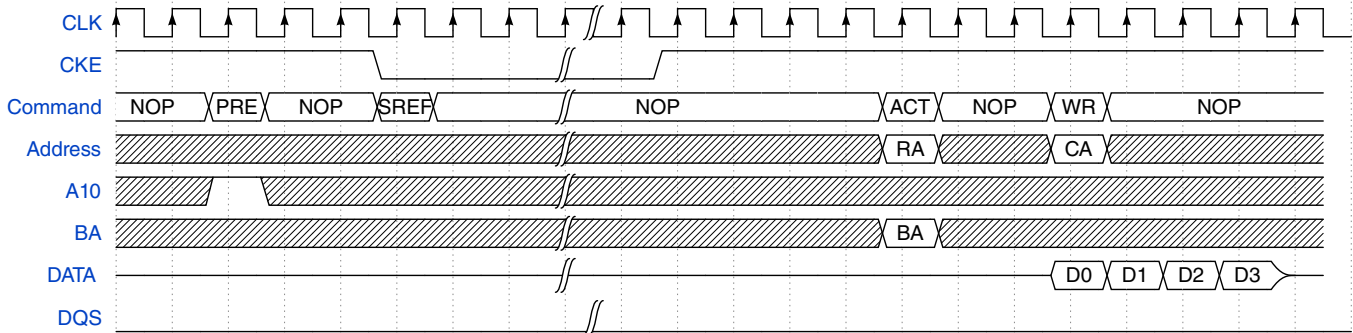 CLK
CKE
Command NOP PRE NOP SREF NOP ACT NOP WR NOP
Address RA CA
A10
BA BA
DATA D0 D1 D2 D3
DQS